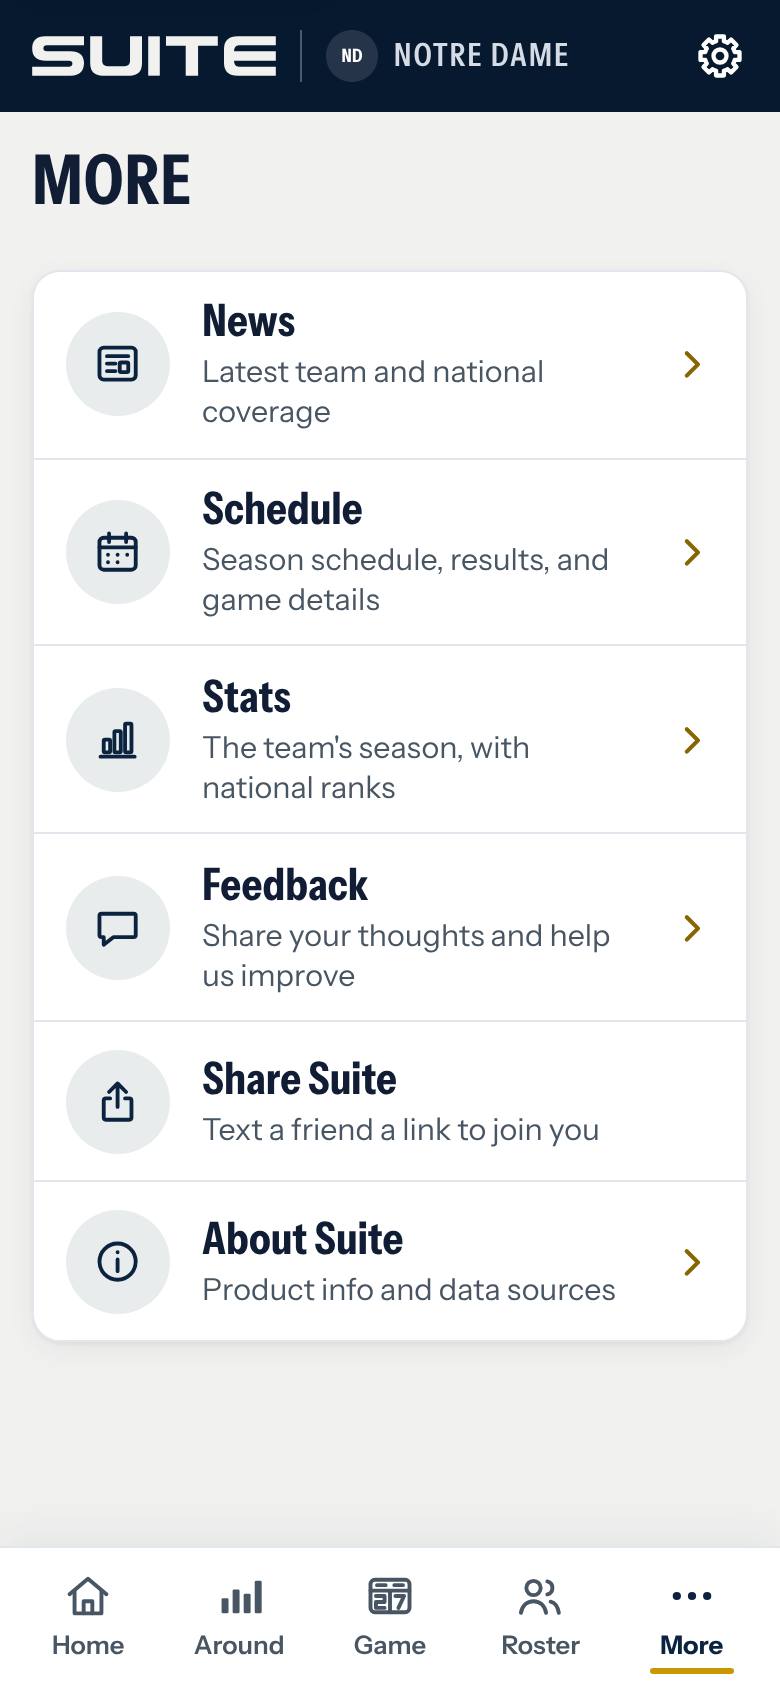 SUITE
ND
NOTRE DAME
MORE
News
Latest team and national
coverage
Schedule
Season schedule, results, and
game details
Stats
The team's season, with
national ranks
Feedback
Share your thoughts and help
us improve
Share Suite
Text a friend a link to join you
About Suite
Product info and data sources
27
Home
Around
Game
Roster
More